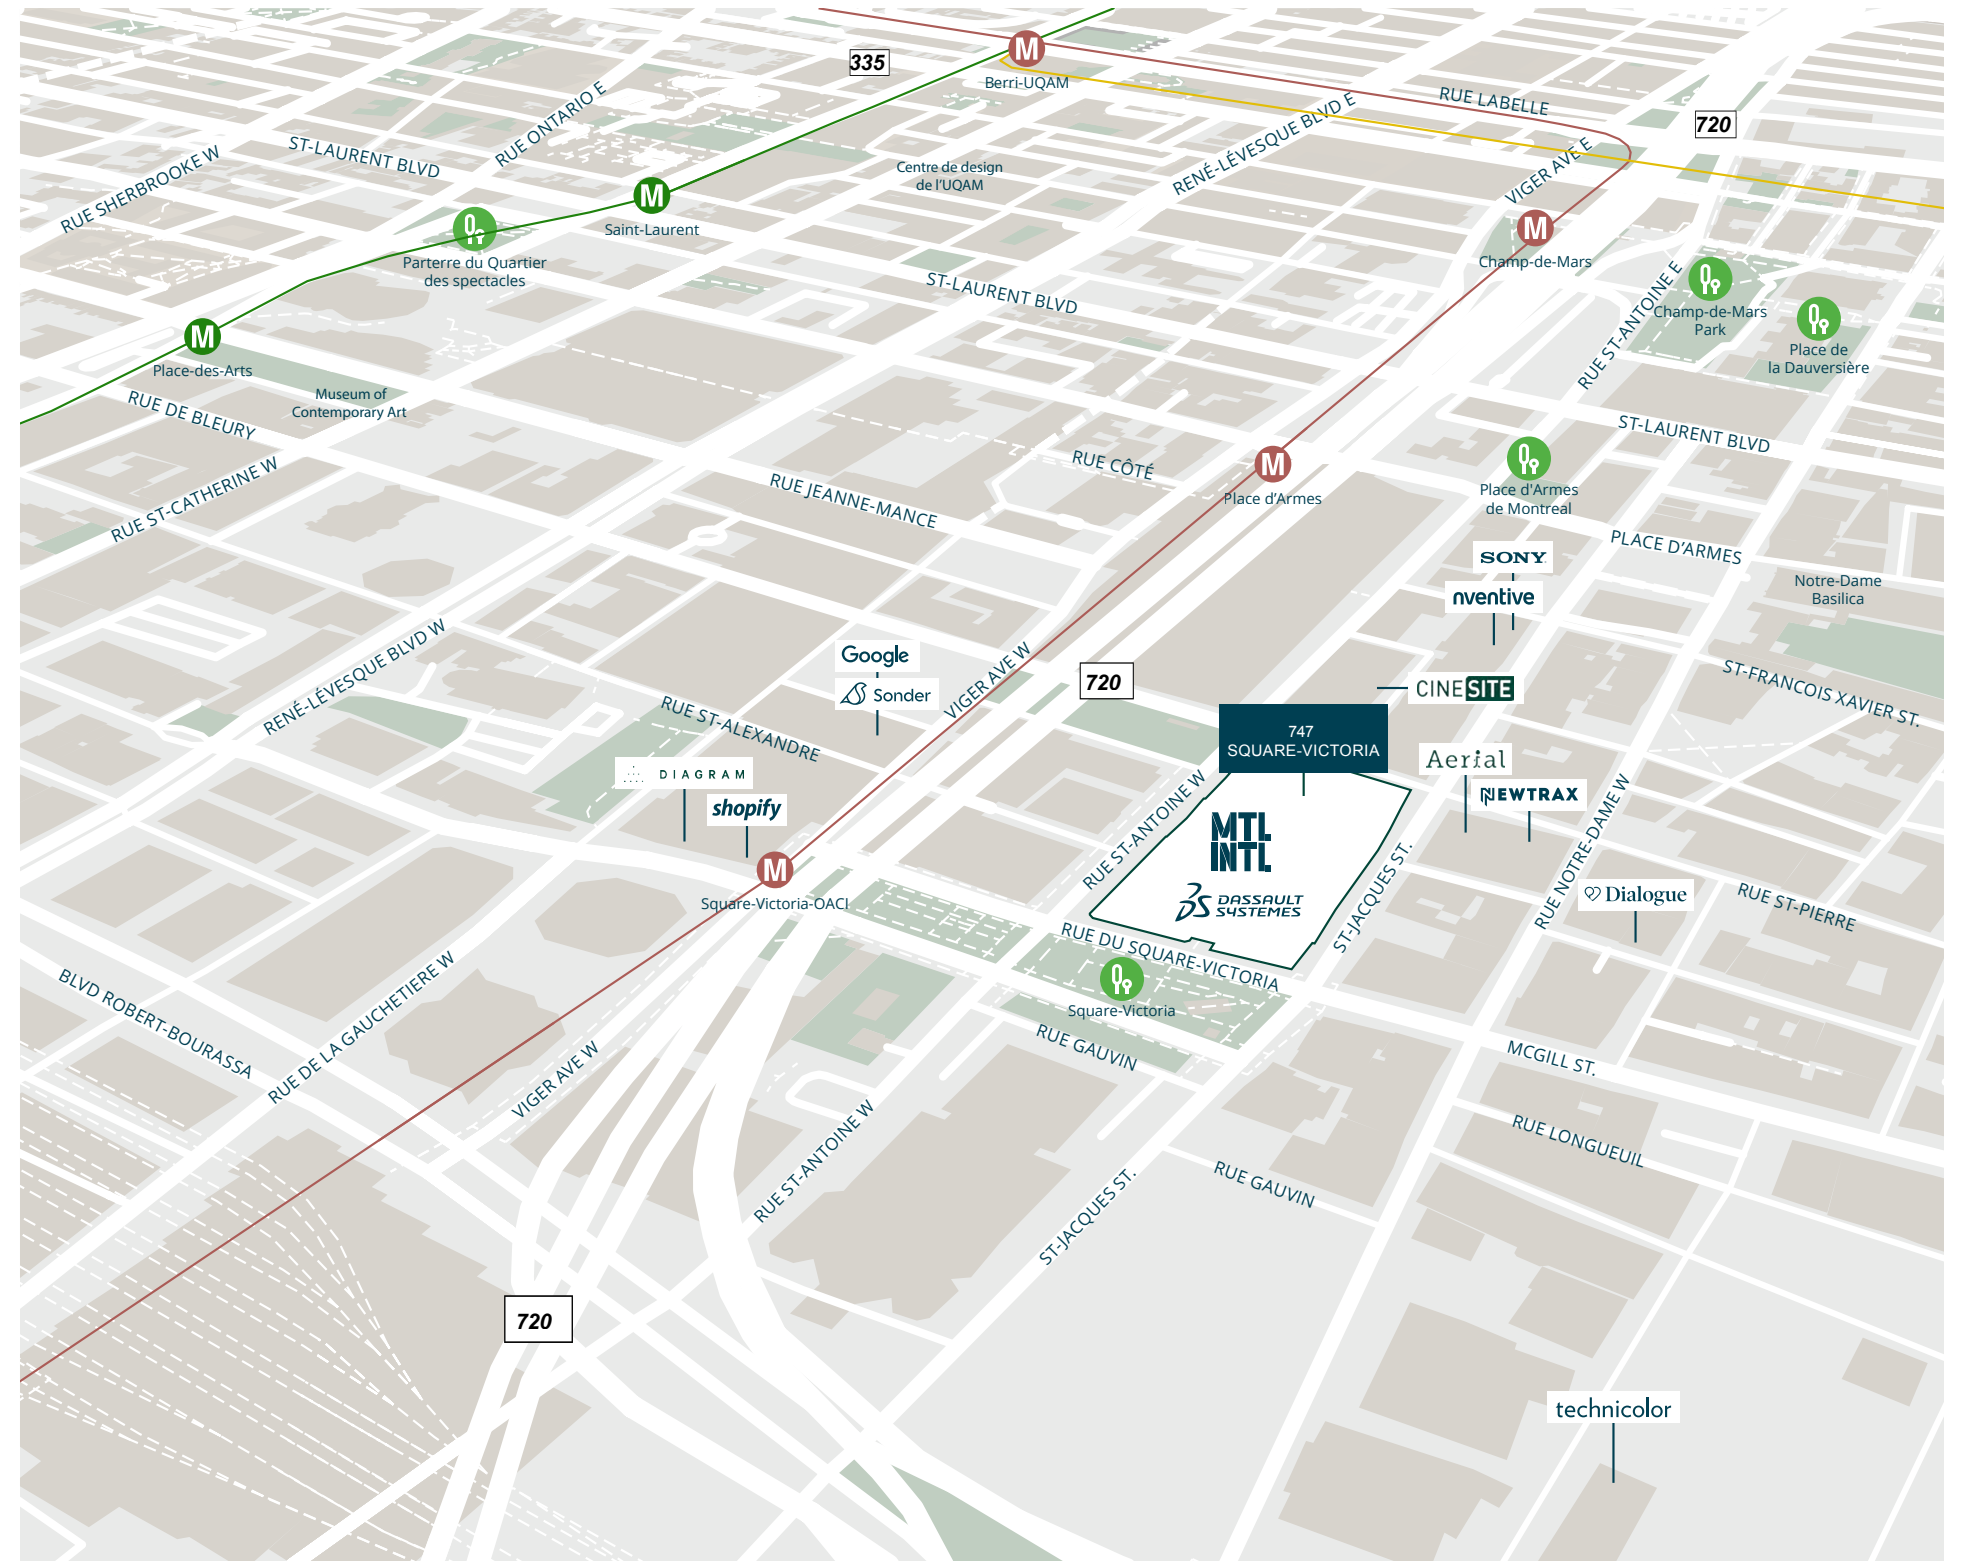 335
M
Berri-UQAM
RUE LABELLE
720
RUE ONTARIO E
RENÉ-LÉVESQUE BLVD E
VIGER AVE E
ST-LAURENT BLVD
RUE SHERBROOKE W
Centre de design
de l'UQAM
M
Saint-Laurent
Parterre du Quartier
des spectacles
M
Champ-de-Mars
ST-LAURENT BLVD
RUE ST-ANTOINE E
Champ-de-Mars
Park
Place de
la Dauversière
M
Place-des-Arts
Museum of
Contemporary Art
RUE DE BLEURY
ST-LAURENT BLVD
RUE CÔTÉ
M
Place d'Armes
Place d'Armes
de Montreal
RUE ST-CATHERINE W
RUE JEANNE-MANCE
PLACE D'ARMES
SONY
nventive
Notre-Dame
Basilica
RENÉ-LÉVESQUE BLVD W
Google
Sonder
VIGER AVE W
720
CINESITE
ST-FRANCOIS XAVIER ST.
RUE ST-ALEXANDRE
747
SQUARE-VICTORIA
Aerial
DIAGRAM
shopify
NEWTRAX
RUE ST-ANTOINE W
MTL
INTL
RUE NOTRE-DAME W
M
Square-Victoria-OACI
DASSAULT
SYSTEMES
ST-JACQUES ST.
Dialogue
RUE ST-PIERRE
RUE DU SQUARE-VICTORIA
Square-Victoria
BLVD ROBERT-BOURASSA
RUE DE LA GAUCHETIERE W
VIGER AVE W
RUE GAUVIN
MCGILL ST.
RUE ST-ANTOINE W
RUE LONGUEUIL
ST-JACQUES ST.
RUE GAUVIN
720
technicolor